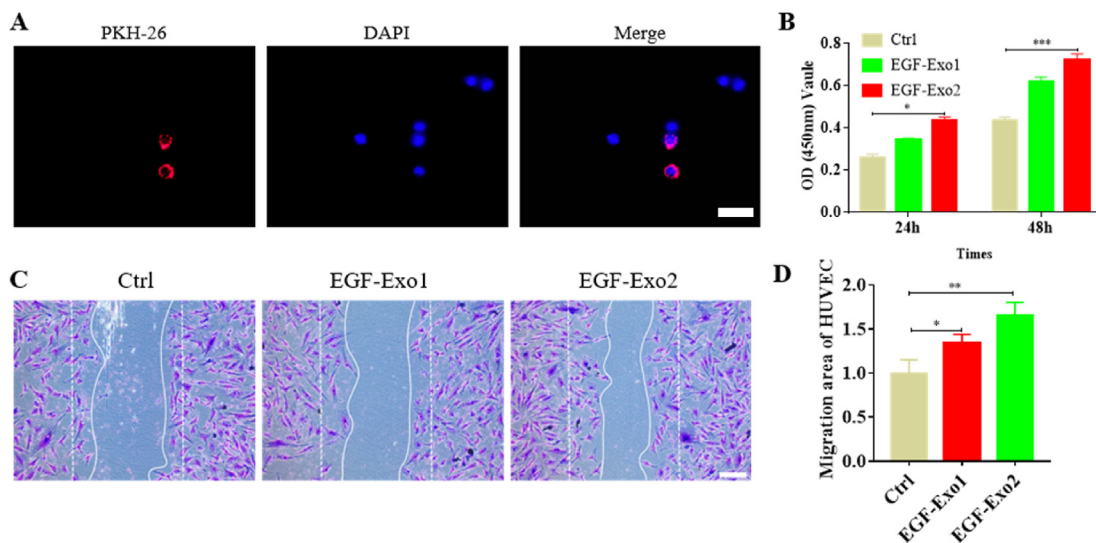 A
PKH-26
DAPI
Merge
B
OD (450nm) Vaule
0.8
0.6
0.4
0.2
0.0
Ctrl
EGF-Exo1
EGF-Exo2
*
***
24h
48h
Times
C
Ctrl
EGF-Exo1
EGF-Exo2
D
Migration area of HUVEC
2.0
1.5
1.0
0.5
0.0
**
*
Ctrl
EGF-Exo1
EGF-Exo2